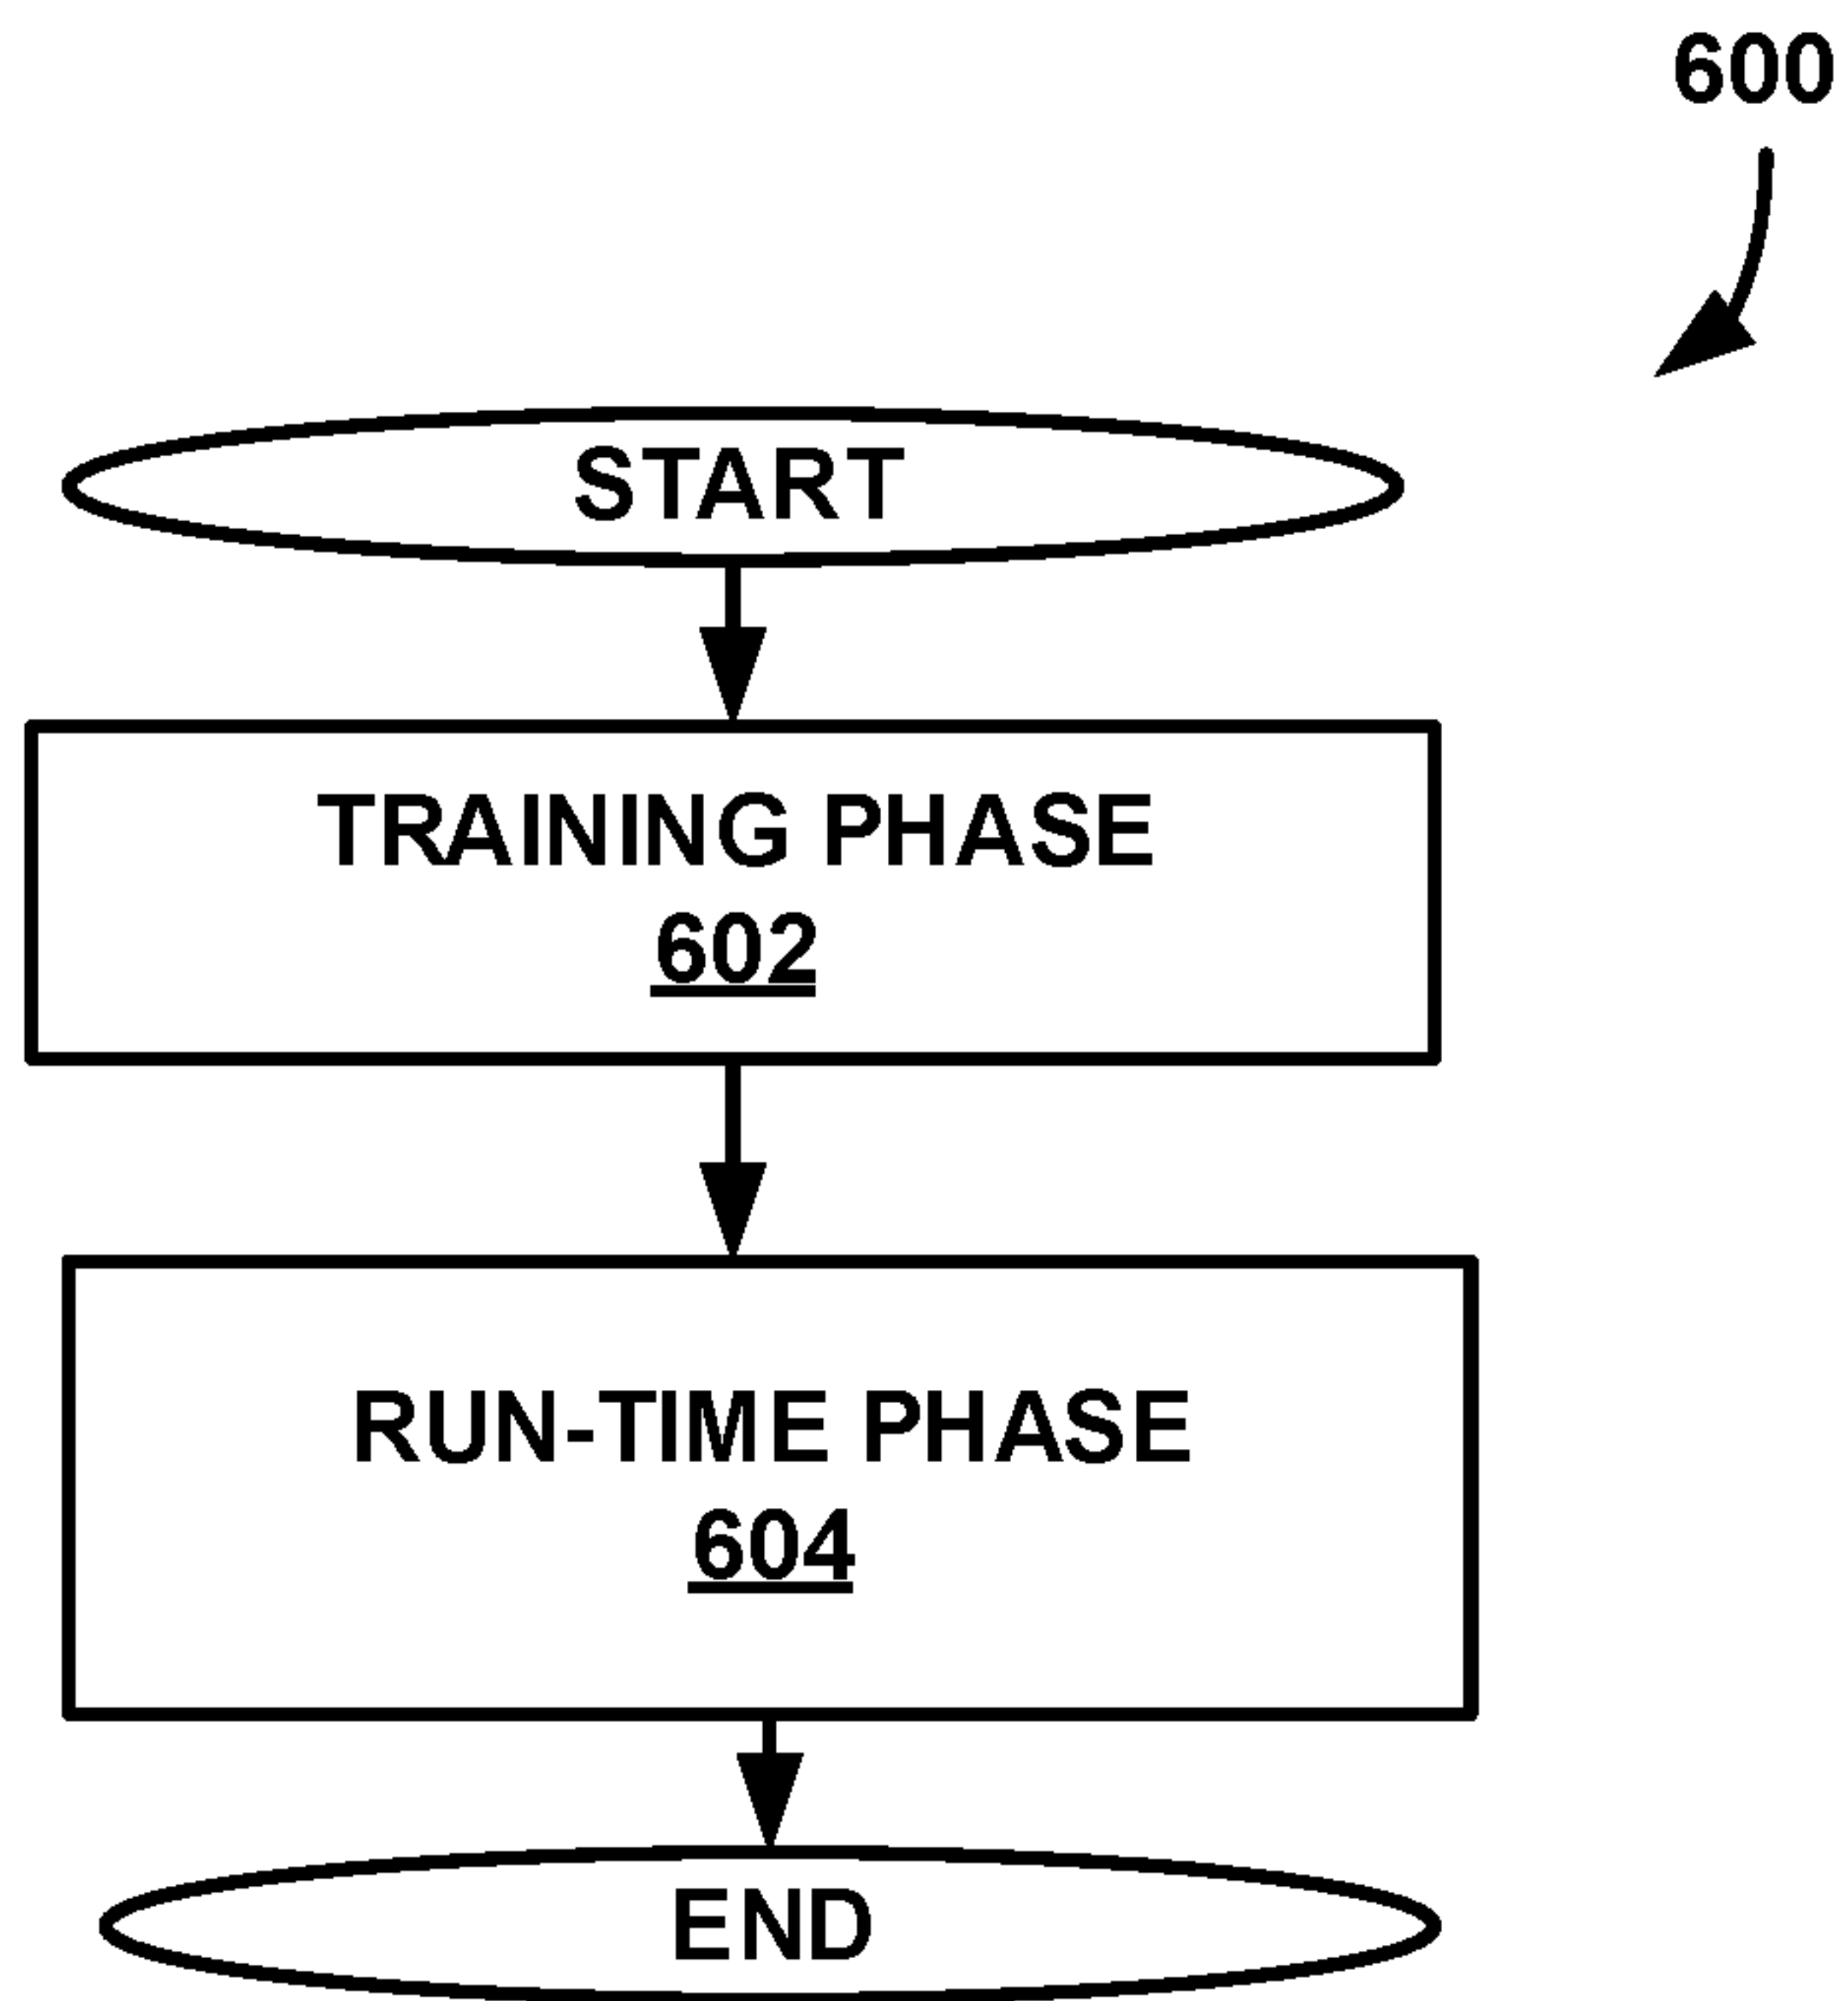 600
START
TRAINING PHASE
602
RUN-TIME PHASE
604
END